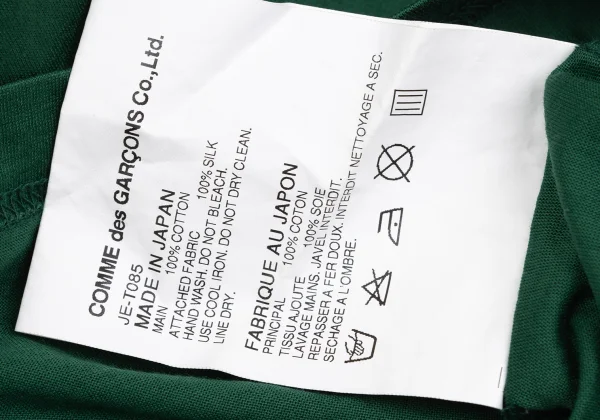 COMME des GARÇONS Co., Ltd.
JE-T085
MADE IN JAPAN
MAIN 100% COTTON
ATTACHED FABRIC 100% SILK
HAND WASH. DO NOT BLEACH.
USE COOL IRON. DO NOT DRY CLEAN.
LINE DRY.
FABRIQUE AU JAPON
PRINCIPAL 100% COTON
TISSU AJOUTE 100% SOIE
LAVAGE MAINS. JAVEL INTERDIT.
REPASSER A FER DOUX. INTERDIT NETTOYAGE A SEC.
SECHAGE A L'OMBRE.